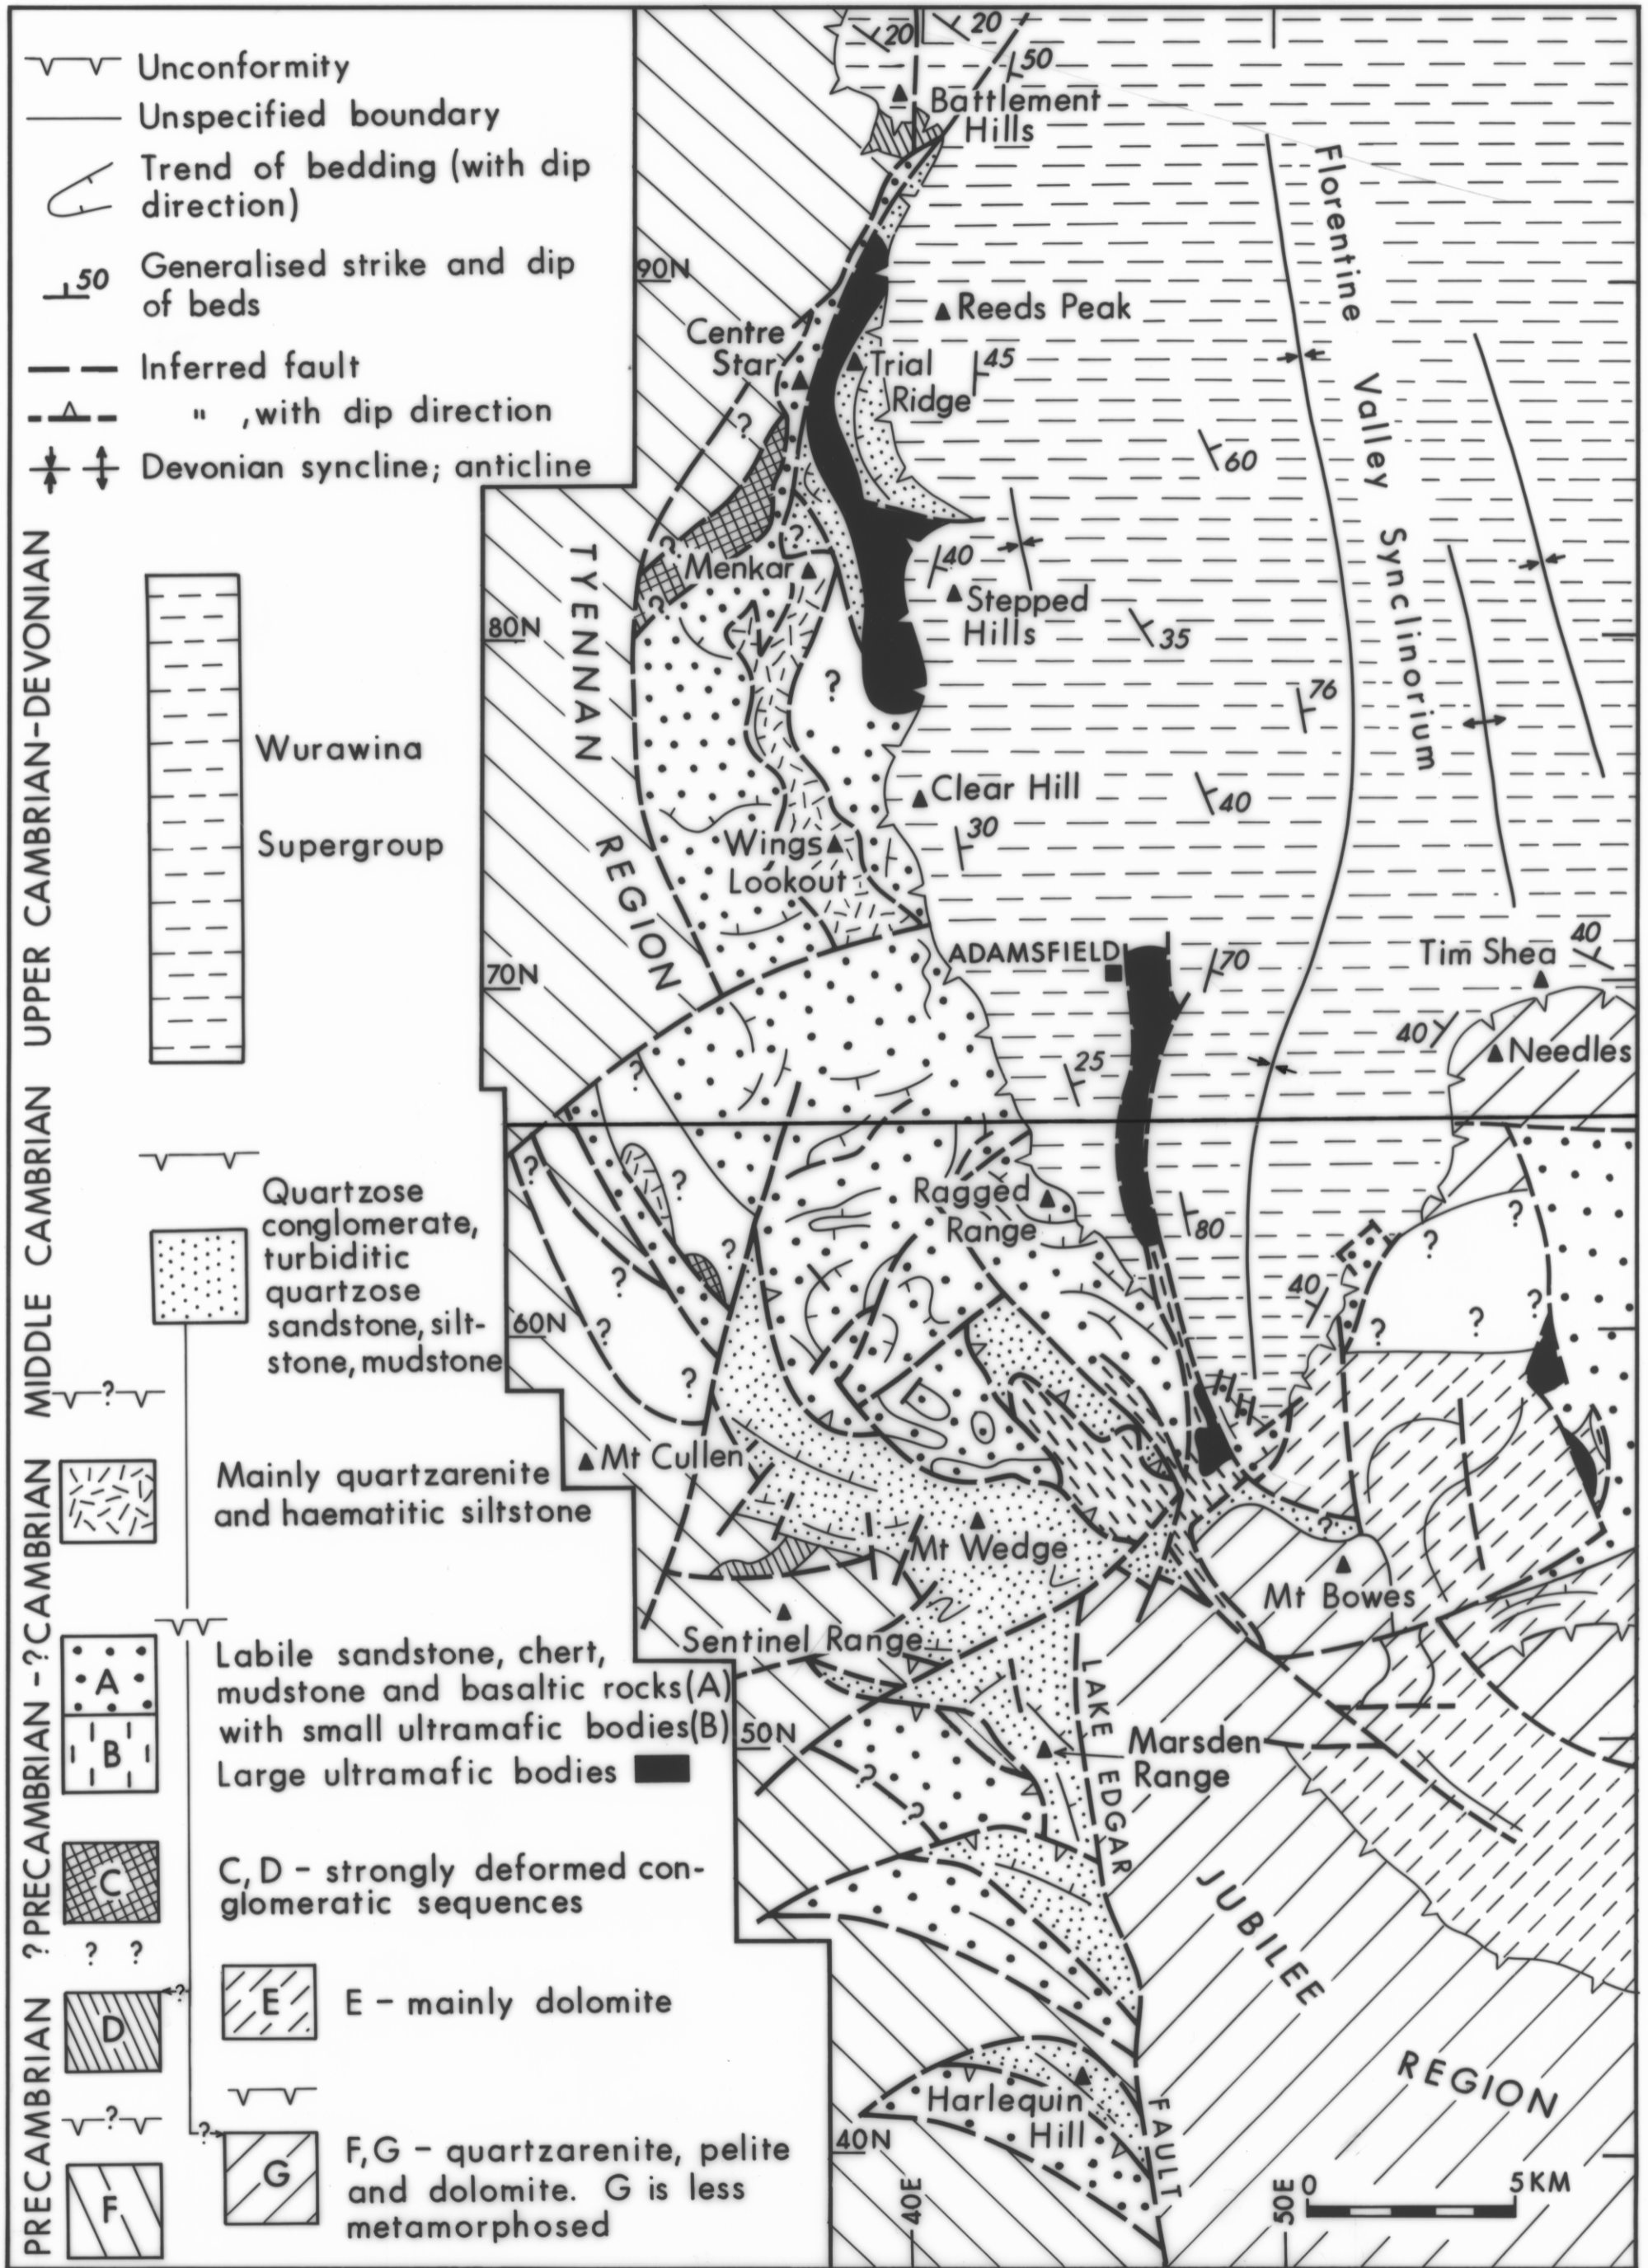 Unconformity
Unspecified boundary
Trend of bedding (with dip
direction)
50
Generalised strike and dip
of beds
Inferred fault
" , with dip direction
Devonian syncline; anticline
UPPER CAMBRIAN-DEVONIAN
Wurawina
Supergroup
MIDDLE CAMBRIAN
Quartzose
conglomerate,
turbiditic
quartzose
sandstone, silt-
stone, mudstone
?
?PRECAMBRIAN-?CAMBRIAN
Mainly quartzarenite
and haematitic siltstone
A
B
Labile sandstone, chert,
mudstone and basaltic rocks(A)
with small ultramafic bodies(B)
Large ultramafic bodies
C
C, D - strongly deformed con-
glomeratic sequences
? ?
PRECAMBRIAN
D
?
E
E - mainly dolomite
?
?
F
G
F, G - quartzarenite, pelite
and dolomite. G is less
metamorphosed
20
20
50
Battlement
Hills
Florentine
Valley
Synclinorium
90N
Reeds Peak
Centre
Star
Trial
Ridge
45
?
60
?
?
40
Menkar
Stepped
Hills
?
80N
35
TYENNAN
REGION
?
76
Clear Hill
40
30
Wings
Lookout
ADAMSFIELD
70
Tim Shea
40
70N
40
Needles
25
?
?
?
Ragged
Range
80
?
?
?
?
40
?
?
?
60N
?
?
Mt Cullen
Mt Wedge
?
Mt Bowes
Sentinel Range
LAKE
EDGAR
FAULT
50N
Marsden
Range
?
?
JUBILEE
REGION
Harlequin
Hill
40N
40E
50E
0
5 KM